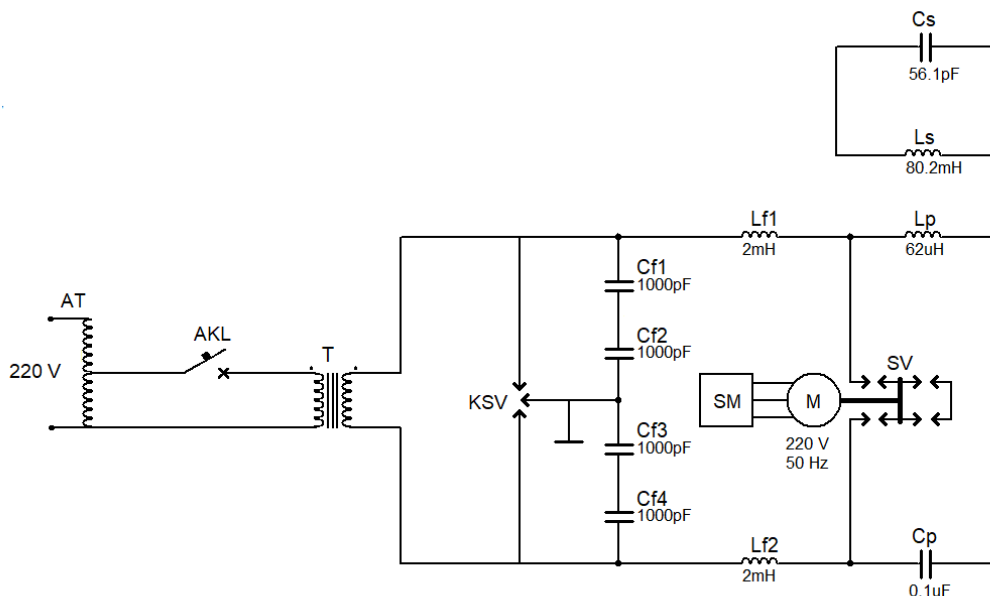 Cs
56.1pF
Ls
80.2mH
Lf1
2mH
Lp
62uH
Cf1
1000pF
AT
AKL
Cf2
1000pF
T
220 V
SV
KSV
SM
M
Cf3
1000pF
220 V
50 Hz
Cf4
1000pF
Lf2
2mH
Cp
0.1uF